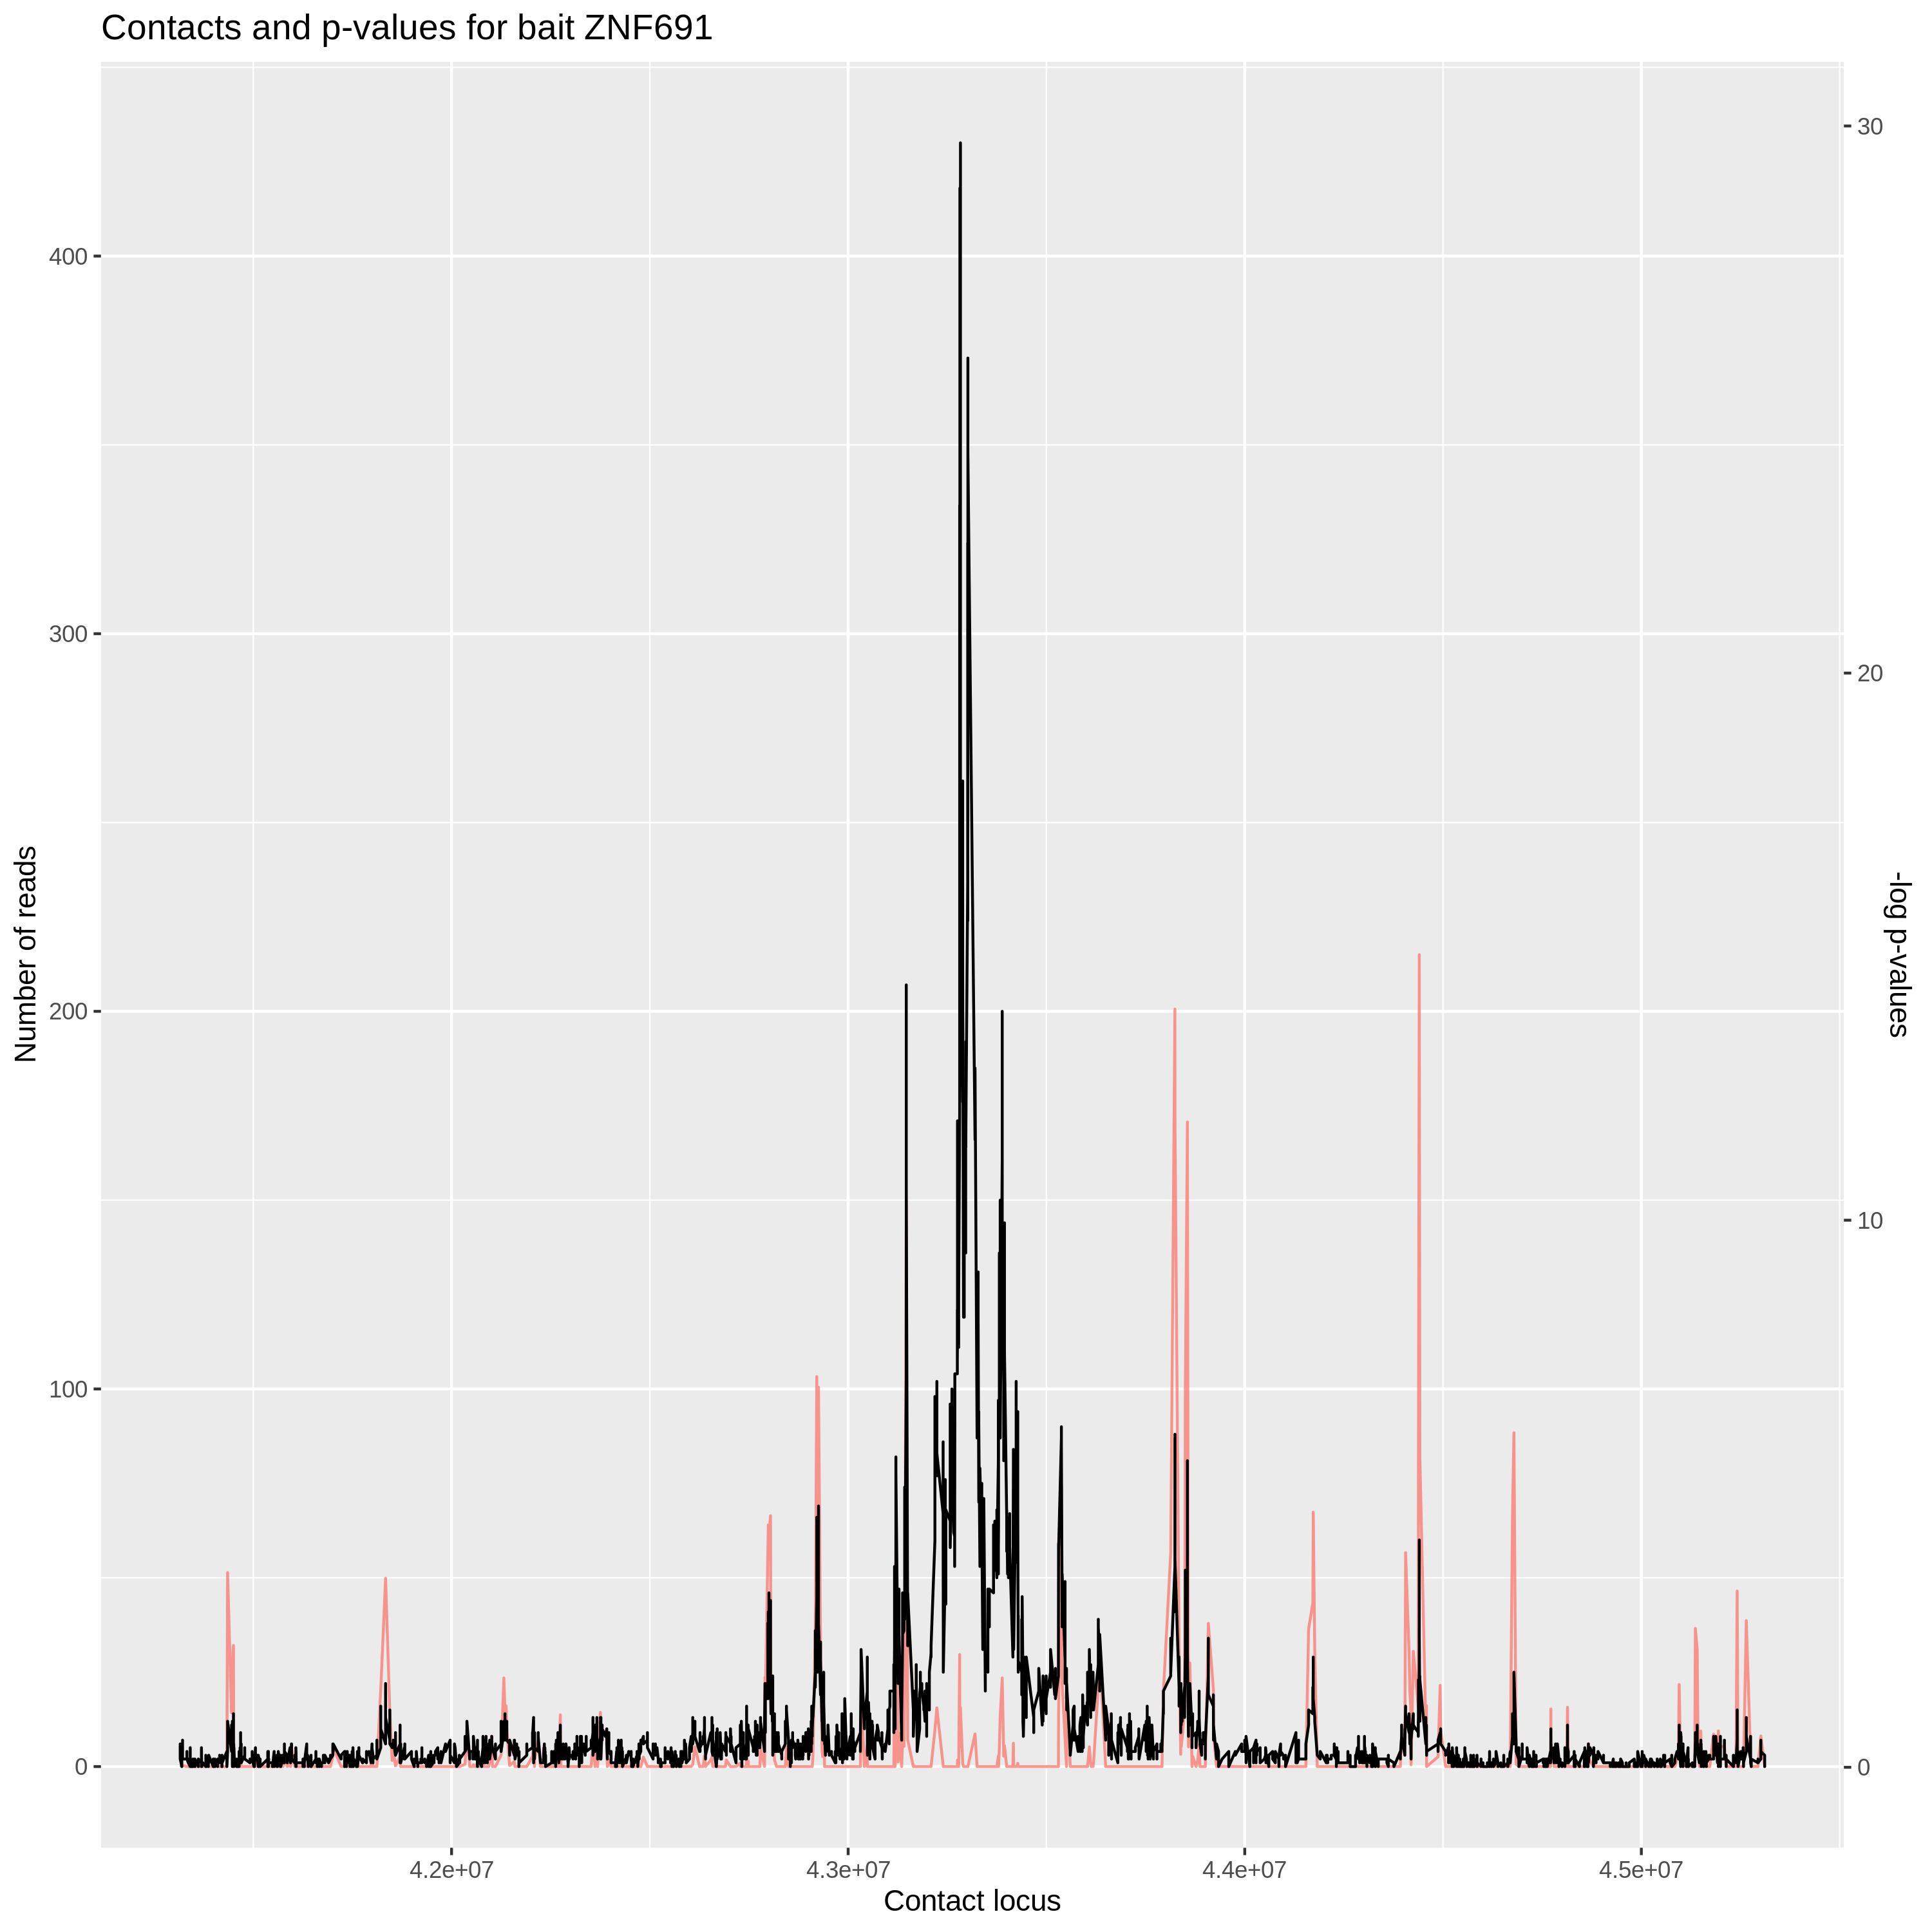 Contacts and p-values for bait ZNF691
Number of reads
400
300
200
100
0
30
20
10
0
-log p-values
4.2e+07 4.3e+07 4.4e+07 4.5e+07
Contact locus